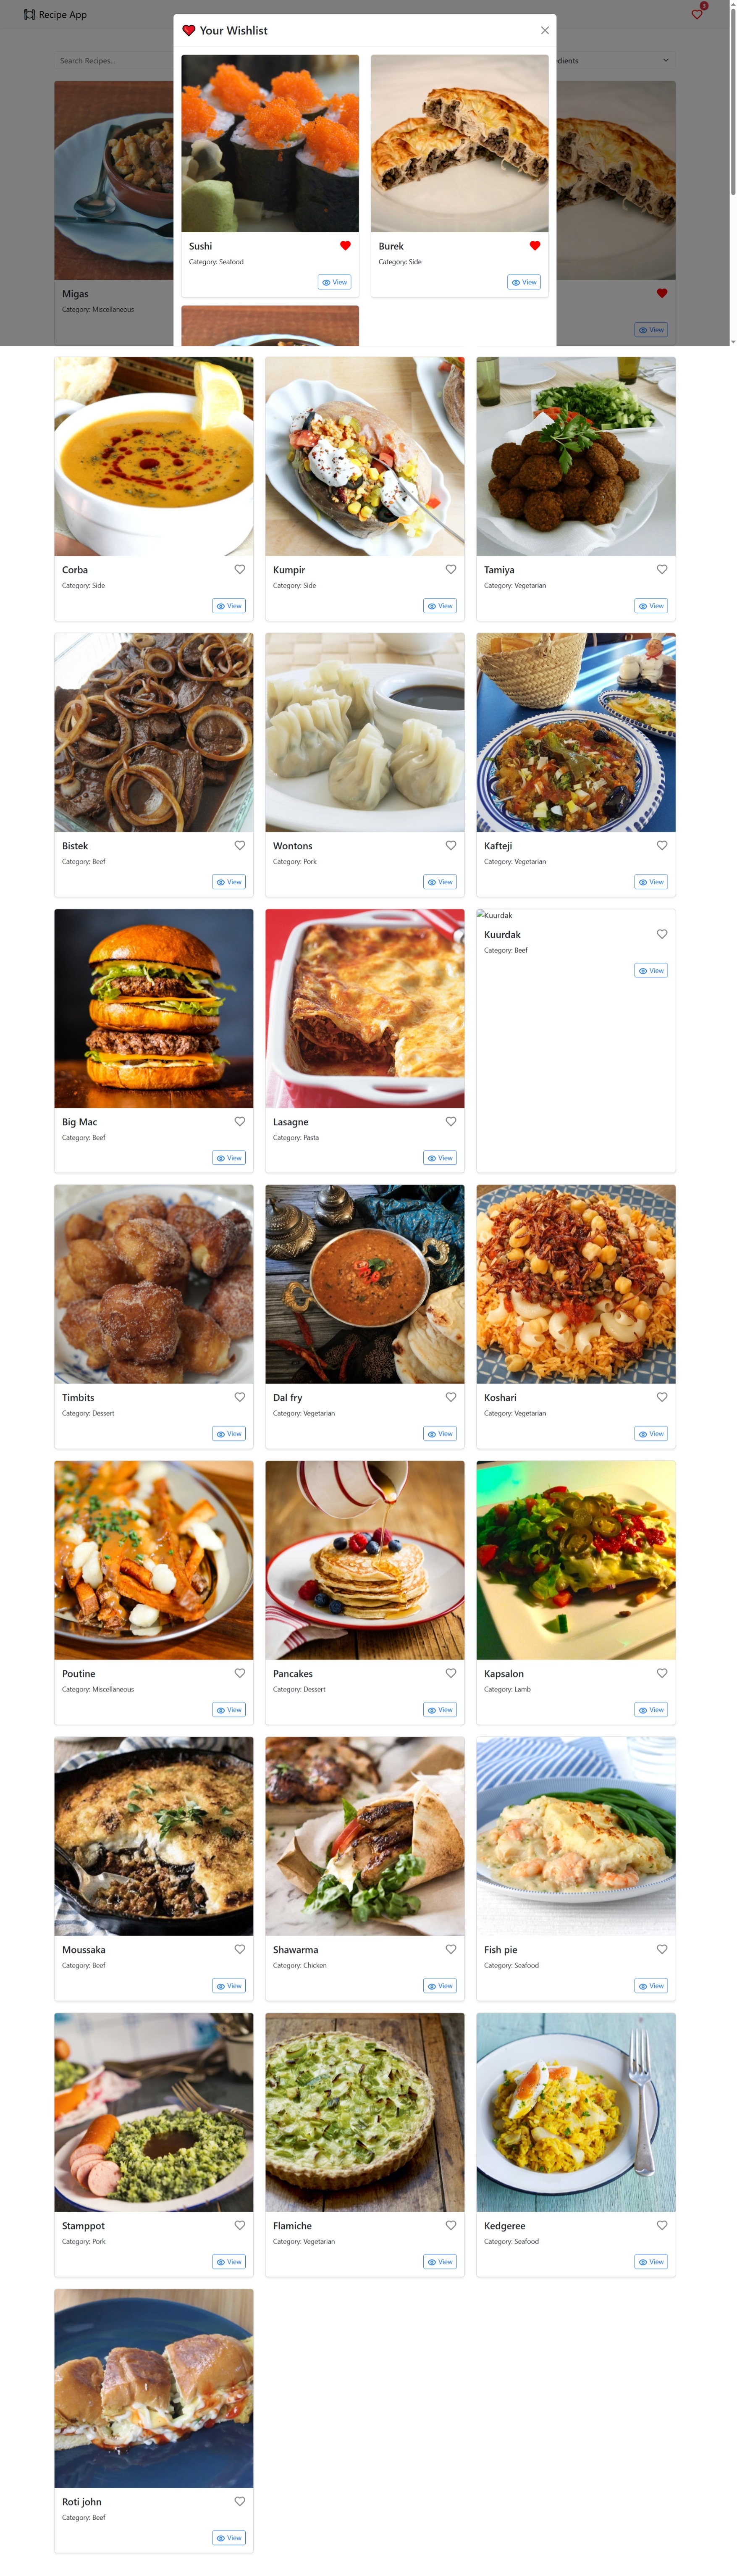 Recipe App
3
Your Wishlist
Search Recipes...
dients
Sushi
Category: Seafood
View
Burek
Category: Side
View
Migas
Category: Miscellaneous
View
Corba
Category: Side
View
Kumpir
Category: Side
View
Tamiya
Category: Vegetarian
View
Bistek
Category: Beef
View
Wontons
Category: Pork
View
Kafteji
Category: Vegetarian
View
Big Mac
Category: Beef
View
Lasagne
Category: Pasta
View
Kuurdak
Kuurdak
Category: Beef
View
Timbits
Category: Dessert
View
Dal fry
Category: Vegetarian
View
Koshari
Category: Vegetarian
View
Poutine
Category: Miscellaneous
View
Pancakes
Category: Dessert
View
Kapsalon
Category: Lamb
View
Moussaka
Category: Beef
View
Shawarma
Category: Chicken
View
Fish pie
Category: Seafood
View
Stamppot
Category: Pork
View
Flamiche
Category: Vegetarian
View
Kedgeree
Category: Seafood
View
Roti john
Category: Beef
View